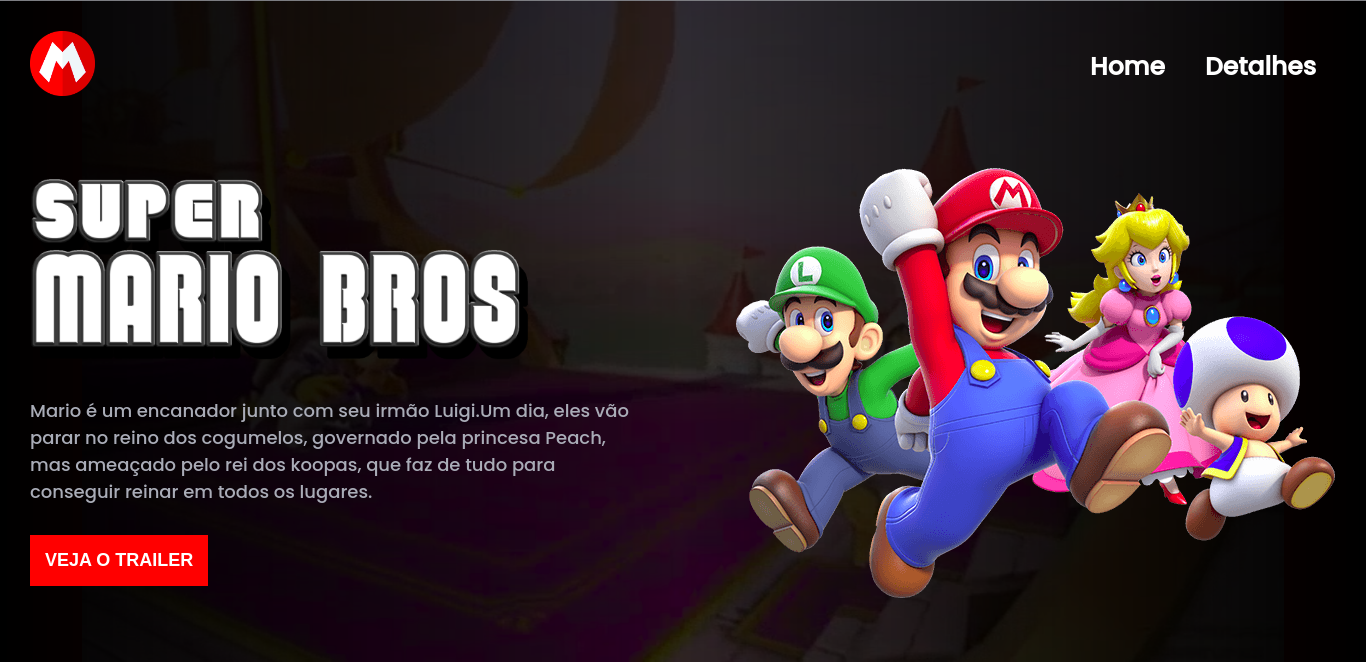 M
Home Detalhes
SUPER
MARIO BROS
M
L
Mario é um encanador junto com seu irmão Luigi.Um dia, eles vão
parar no reino dos cogumelos, governado pela princesa Peach,
mas ameaçado pelo rei dos koopas, que faz de tudo para
conseguir reinar em todos os lugares.
VEJA O TRAILER